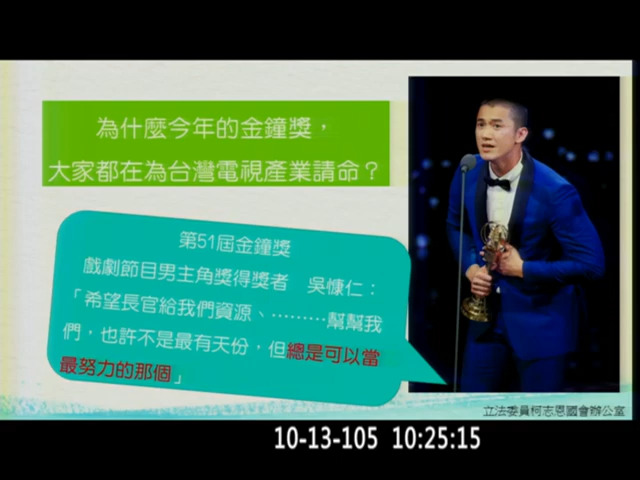 為什麼今年的金鐘獎，
大家都在為台灣電視產業請命？
第51屆金鐘獎
戲劇節目男主角獎得獎者　吳慷仁：
「希望長官給我們資源、………幫幫我
們，也許不是最有天份，但總是可以當
最努力的那個」
立法委員柯志恩國會辦公室
10-13-105 10:25:15